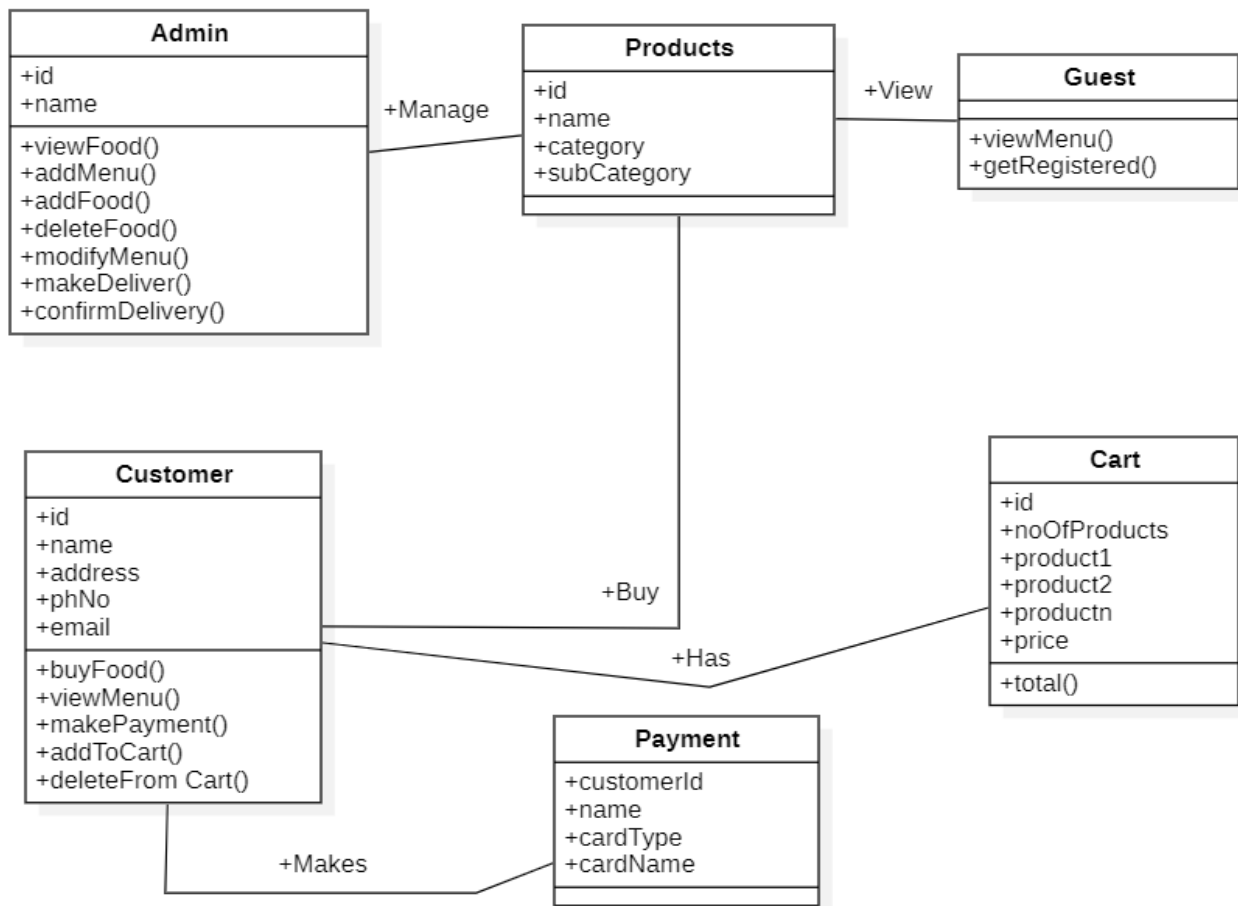 Admin
+id
+name
+viewFood()
+addMenu()
+addFood()
+deleteFood()
+modifyMenu()
+makeDeliver()
+confirmDelivery()
+Manage
Products
+id
+name
+category
+subCategory
+View
Guest
+viewMenu()
+getRegistered()
Customer
+id
+name
+address
+phNo
+email
+buyFood()
+viewMenu()
+makePayment()
+addToCart()
+deleteFrom Cart()
+Buy
+Has
Cart
+id
+noOfProducts
+product1
+product2
+productn
+price
+total()
+Makes
Payment
+customerId
+name
+cardType
+cardName